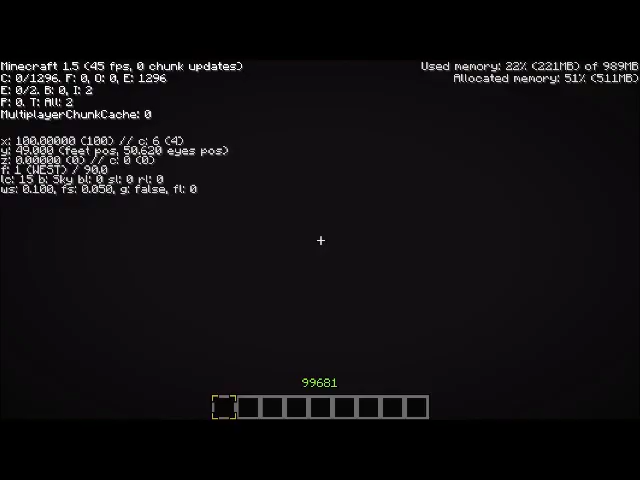 Minecraft 1.5 (45 fps, 0 chunk updates)
C: 0/1296. F: 0, O: 0, E: 1296
E: 0/2. B: 0, I: 2
P: 0. T: All: 2
MultiplayerChunkCache: 0
x: 100.00000 (100) // c: 6 (4)
y: 49.000 (feet pos, 50.620 eyes pos)
z: 0.00000 (0) // c: 0 (0)
f: 1 (WEST) / 90.0
lc: 15 b: Sky bl: 0 sl: 0 rl: 0
ws: 0.100, fs: 0.050, g: false, fl: 0
Used memory: 22% (221MB) of 989MB
Allocated memory: 51% (511MB)
99681